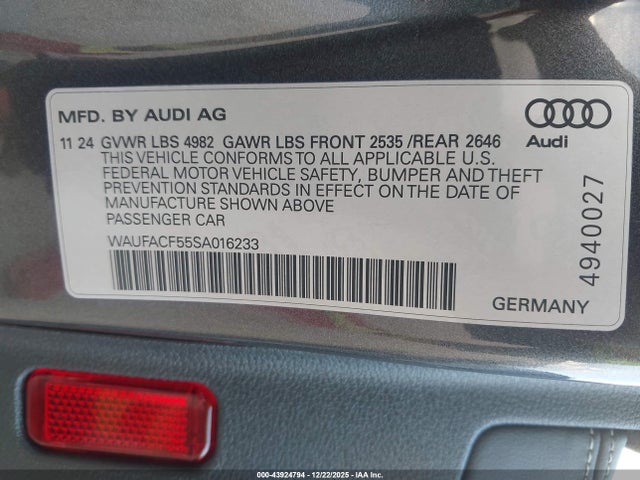 MFD. BY AUDI AG
Audi
11 24 GVWR LBS 4982 GAWR LBS FRONT 2535 /REAR 2646
THIS VEHICLE CONFORMS TO ALL APPLICABLE U.S.
FEDERAL MOTOR VEHICLE SAFETY, BUMPER AND THEFT
PREVENTION STANDARDS IN EFFECT ON THE DATE OF
MANUFACTURE SHOWN ABOVE
PASSENGER CAR
WAUFACF55SA016233
4940027
GERMANY
000-43924794 - 12/22/2025 - IAA Inc.